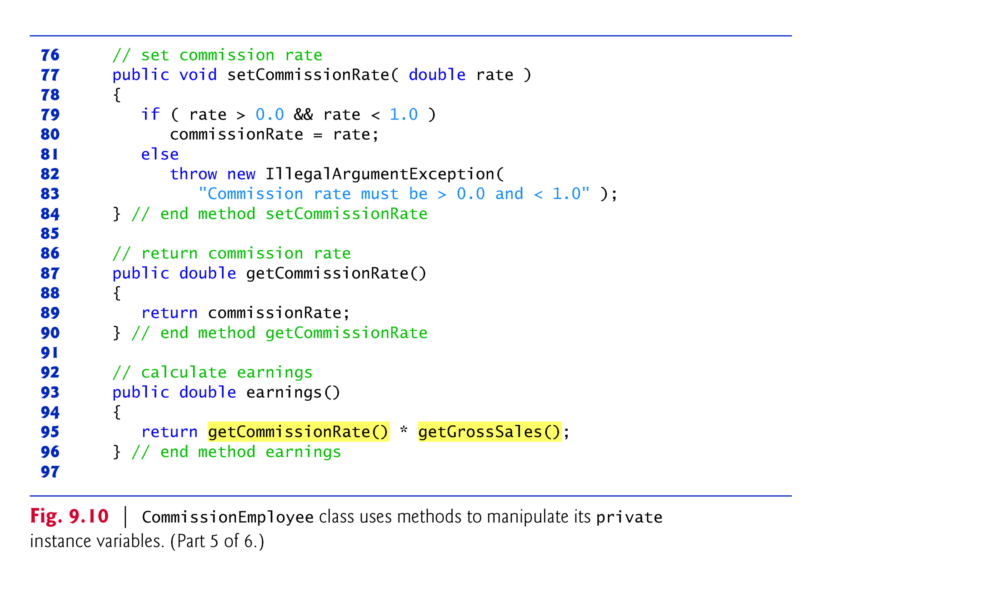 76 // set commission rate
77 public void setCommissionRate( double rate )
78 {
79 if ( rate > 0.0 && rate < 1.0 )
80 commissionRate = rate;
81 else
82 throw new IllegalArgumentException(
83 "Commission rate must be > 0.0 and < 1.0" );
84 } // end method setCommissionRate
85
86 // return commission rate
87 public double getCommissionRate()
88 {
89 return commissionRate;
90 } // end method getCommissionRate
91
92 // calculate earnings
93 public double earnings()
94 {
95 return getCommissionRate() * getGrossSales();
96 } // end method earnings
97
Fig. 9.10 | CommissionEmployee class uses methods to manipulate its private
instance variables. (Part 5 of 6.)